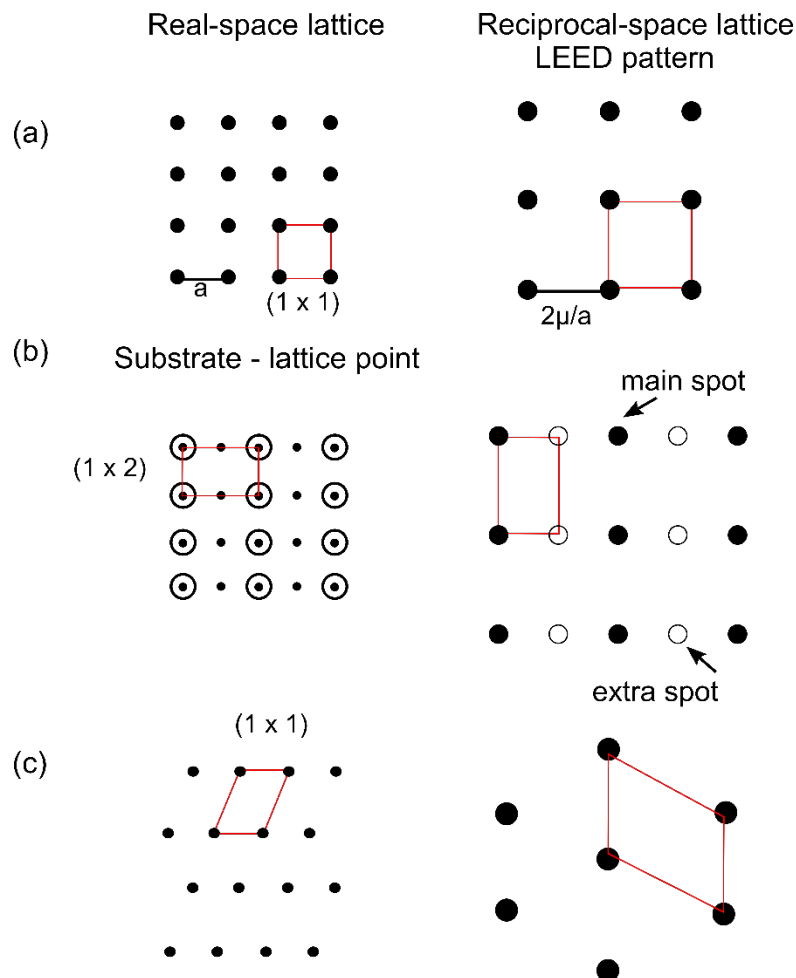 Real-space lattice
Reciprocal-space lattice
LEED pattern
(a)
a
(1 x 1)
2µ/a
(b)
Substrate - lattice point
main spot
(1 x 2)
extra spot
(1 x 1)
(c)